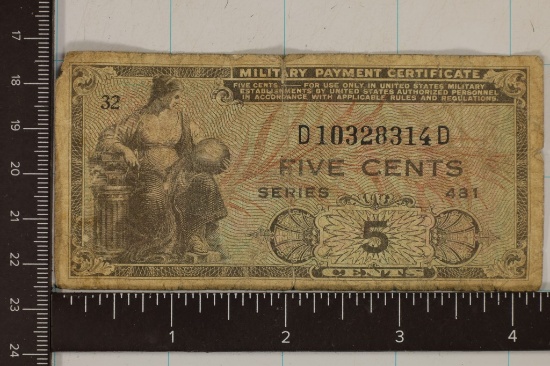 MILITARY PAYMENT CERTIFICATE
FIVE CENTS — FOR USE ONLY IN UNITED STATES MILITARY
ESTABLISHMENTS BY UNITED STATES AUTHORIZED PERSONNEL
IN ACCORDANCE WITH APPLICABLE RULES AND REGULATIONS.
32
D10328314D
FIVE CENTS
SERIES 481
5
CENTS
17
18
19
20
21
22
23
24
1 2 3 4